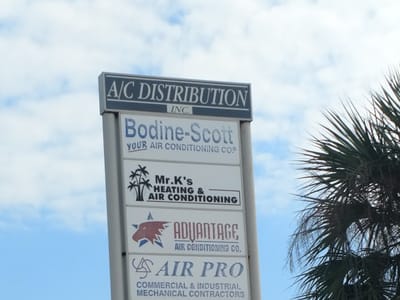 A/C DISTRIBUTION
INC
Bodine-Scott
YOUR AIR CONDITIONING CO.
Mr.K's
HEATING &
AIR CONDITIONING
ADVANTAGE
AIR CONDITIONING CO.
AIR PRO
COMMERCIAL & INDUSTRIAL
MECHANICAL CONTRACTORS